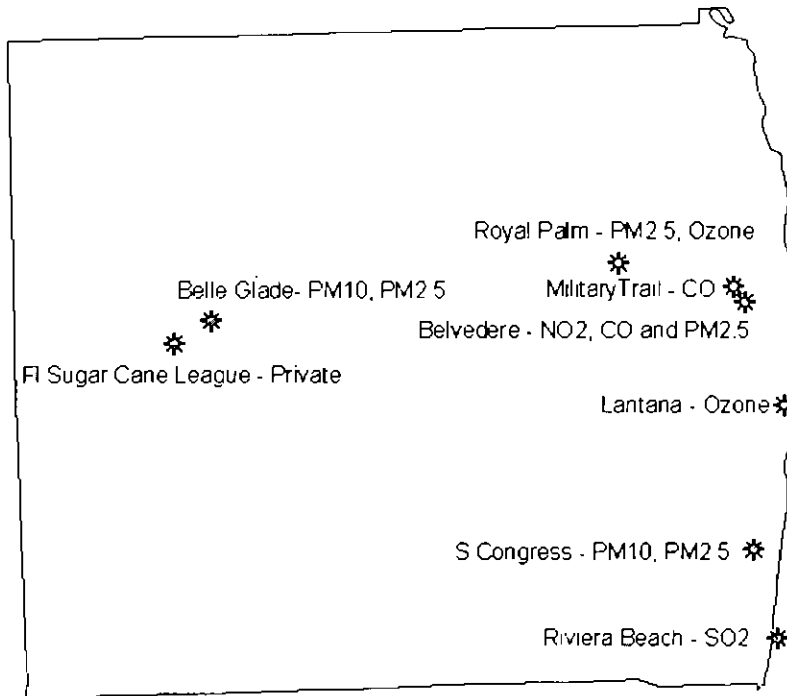 Royal Palm - PM2 5, Ozone
Belle Glade- PM10, PM2 5
MilitaryTrail - CO
Belvedere - NO2, CO and PM2.5
Fl Sugar Cane League - Private
Lantana - Ozone
S Congress - PM10, PM2 5
Riviera Beach - SO2